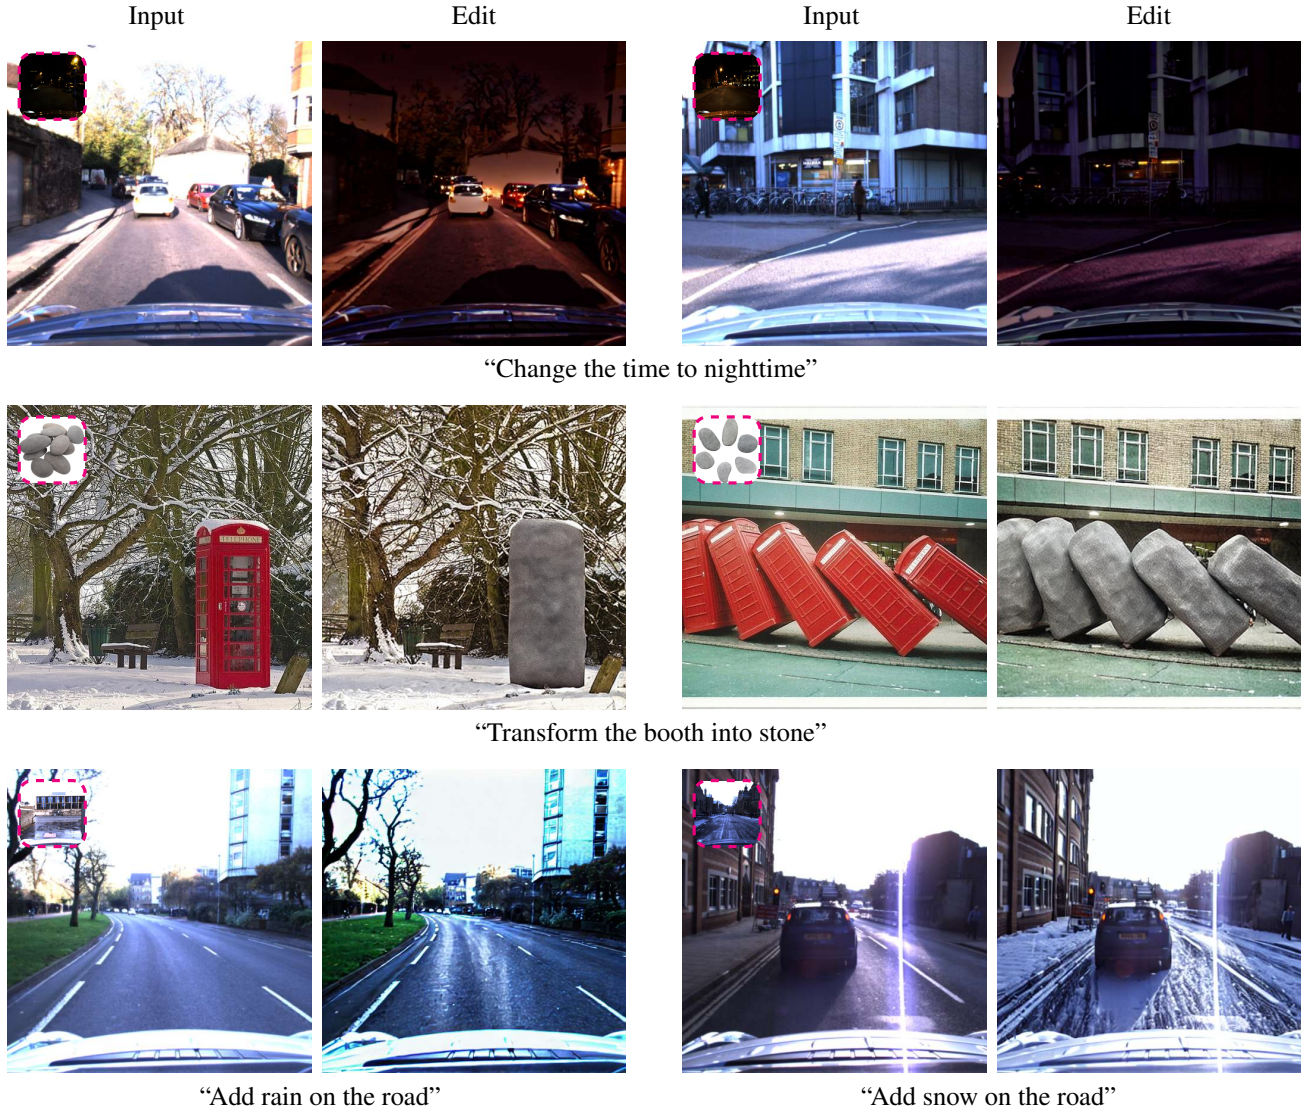 Input Edit Input Edit
“Change the time to nighttime”
TELEPHONE
“Transform the booth into stone”
“Add rain on the road” “Add snow on the road”